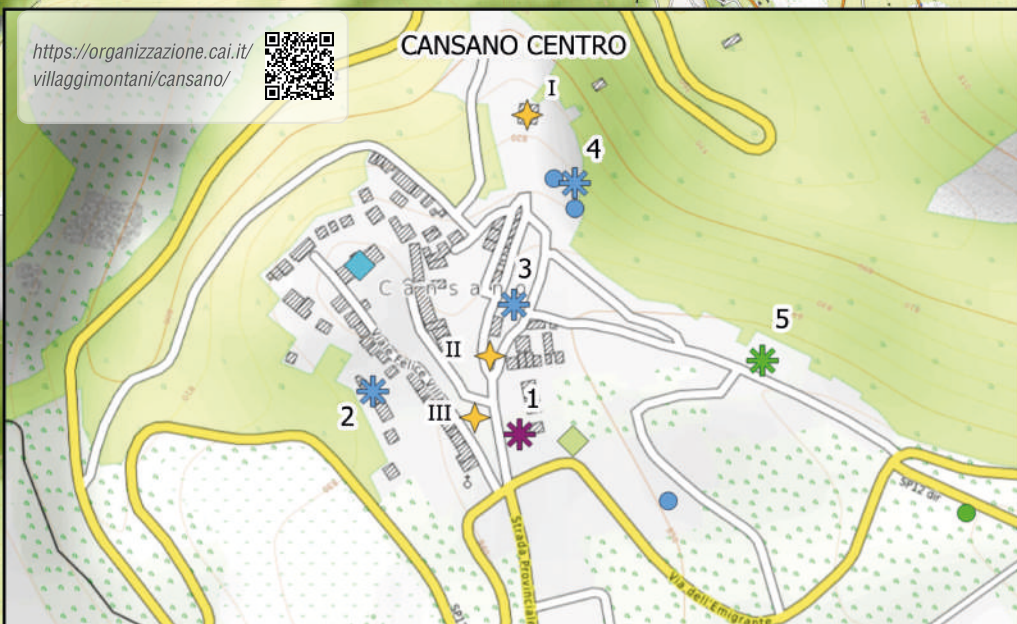 https://organizzazione.cai.it/
villaggimontani/cansano/
CANSANO CENTRO
I
4
3
Cansano
5
II
1
2
III
SP12 dir
Strada Provinciale
Via dell'Emigrante